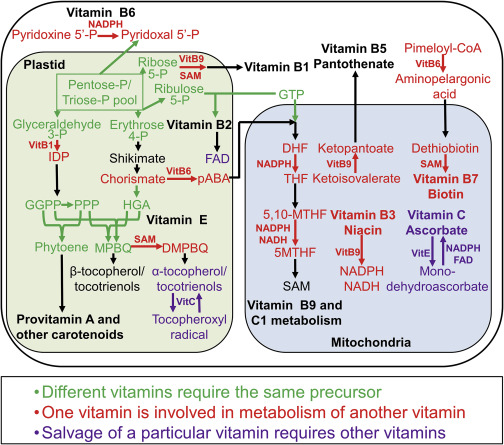 Vitamin B6
NADPH
Pyridoxine 5'-P
Pyridoxal 5'-P
Plastid
Pentose-P/
Triose-P pool
Ribose
5-P
VitB9
SAM
Vitamin B1
Ribulose
5-P
Vitamin B2
FAD
GTP
Glyceraldehyde
3-P
VitB1
IDP
Erythrose
4-P
Shikimate
Chorismate
VitB6
pABA
GGPP
PPP
HGA
Vitamin E
Phytoene
MPBQ
SAM
DMPBQ
β-tocopherol/
tocotrienols
α-tocopherol/
tocotrienols
VitC
Tocopheroxyl
radical
Provitamin A and
other carotenoids
Vitamin B5
Pantothenate
Pimeloyl-CoA
VitB6
Aminopelargonic
acid
DHF
NADPH
THF
5,10-MTHF
NADPH
NADH
5MTHF
SAM
Vitamin B9 and
C1 metabolism
Ketopantoate
VitB9
Ketoisovalerate
Vitamin B3
Niacin
VitB9
NADPH
NADH
Dethiobiotin
SAM
Vitamin B7
Biotin
Vitamin C
Ascorbate
VitE
NADPH
FAD
Mono-
dehydroascorbate
Mitochondria
•Different vitamins require the same precursor
•One vitamin is involved in metabolism of another vitamin
•Salvage of a particular vitamin requires other vitamins